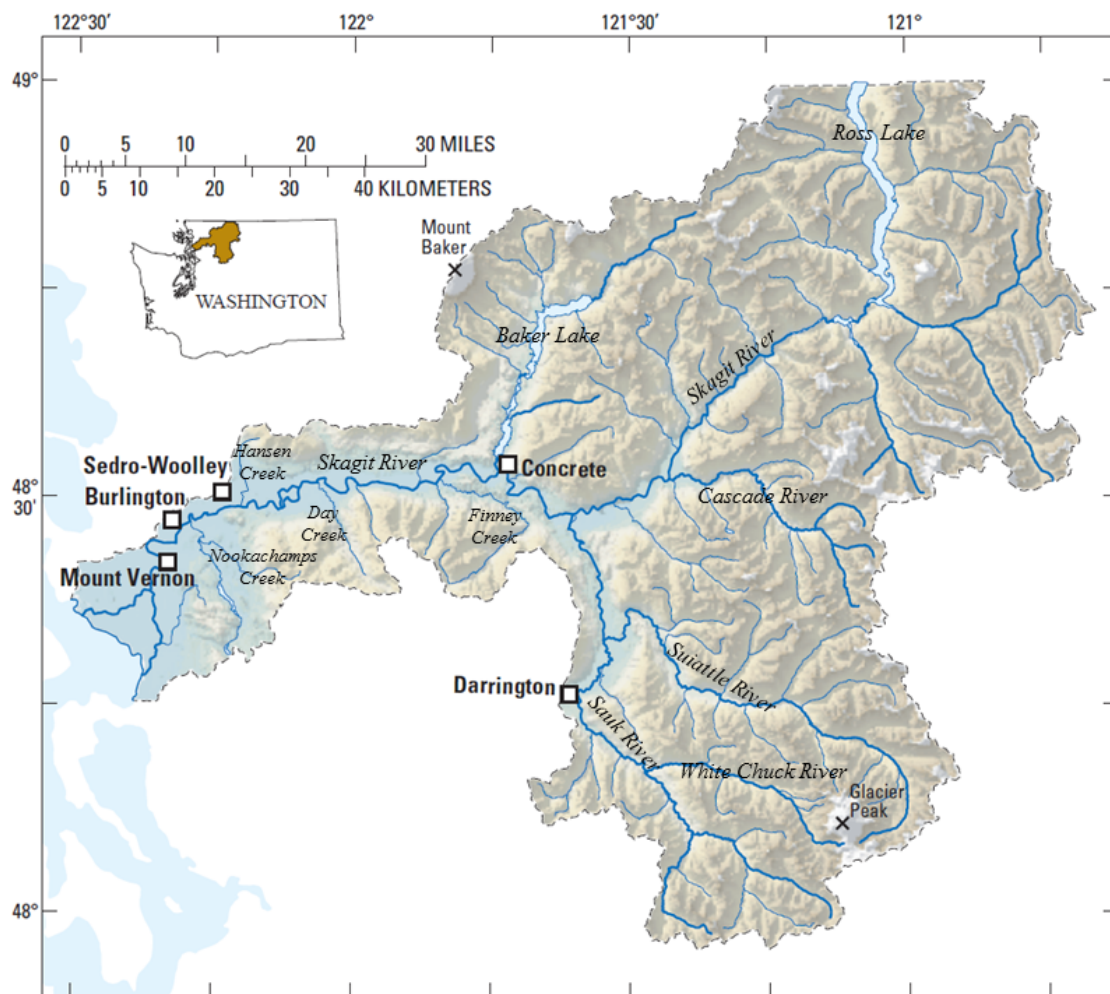 122°30'
122°
121°30'
121°
49°
0 5 10 20 30 MILES
0 5 10 20 30 40 KILOMETERS
Ross Lake
Mount
Baker
WASHINGTON
Baker Lake
Skagit River
Hansen
Creek
Sedro-Woolley
Skagit River
Concrete
Burlington
48°
30'
Cascade River
Day
Creek
Finney
Creek
Nookachamps
Creek
Mount Vernon
Suiattle River
Darrington
Sauk River
White Chuck River
Glacier
Peak
48°